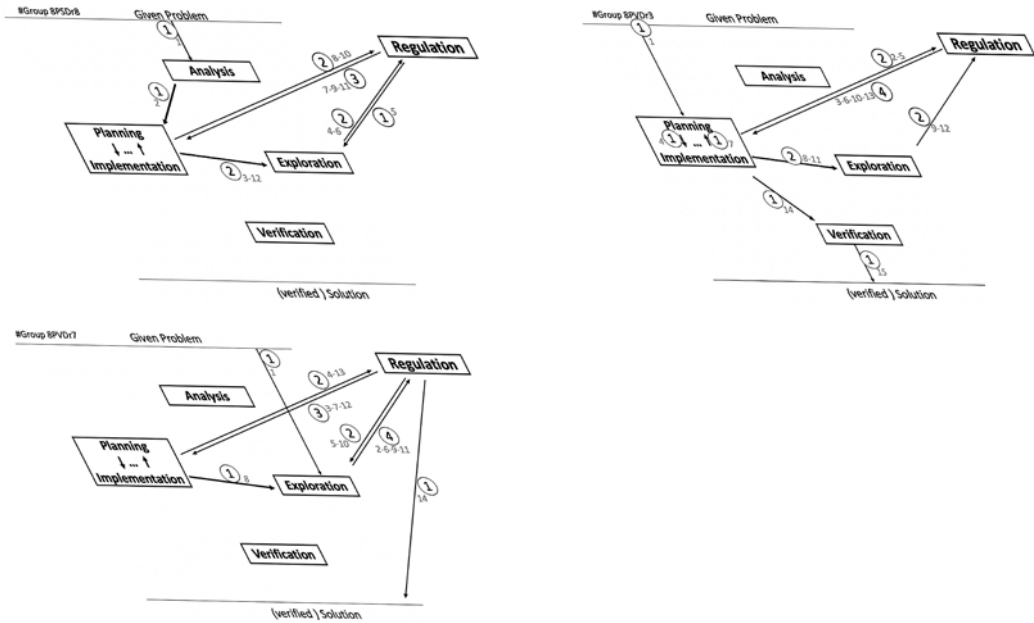 #Group 8PSDr8
Given Problem
1
1
Regulation
2 8-10
Analysis
3
7-9-11
1
2
2
4-6
1 5
Planning
↓ ... ↑
Implementation
Exploration
2 3-12
Verification
(verified ) Solution
#Group 8PVDr3
Given Problem
1
1
Regulation
2 2-5
Analysis
3-6-10-13 4
2
9-12
Planning
4 1 ↓ ... ↑ 1 7
Implementation
2 8-11
Exploration
1
14
Verification
1
15
(verified ) Solution
#Group 8PVDr7
Given Problem
1
1
Regulation
2 4-13
Analysis
3 3-7-12
2
5-10
4
2-6-9-11
Planning
↓ ... ↑
Implementation
1 8
Exploration
1
14
Verification
(verified ) Solution